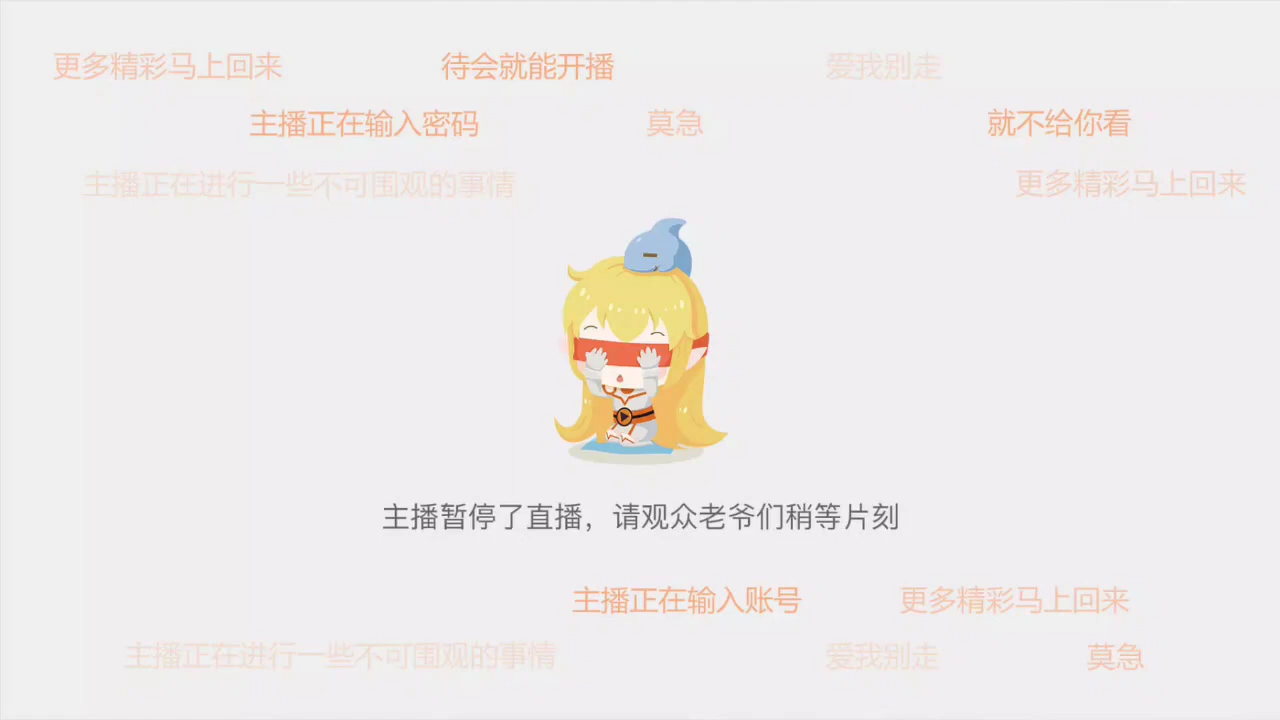 更多精彩马上回来
待会就能开播
爱我别走
主播正在输入密码
莫急
就不给你看
主播正在进行一些不可围观的事情
更多精彩马上回来
主播暂停了直播，请观众老爷们稍等片刻
主播正在输入账号
更多精彩马上回来
主播正在进行一些不可围观的事情
爱我别走
莫急